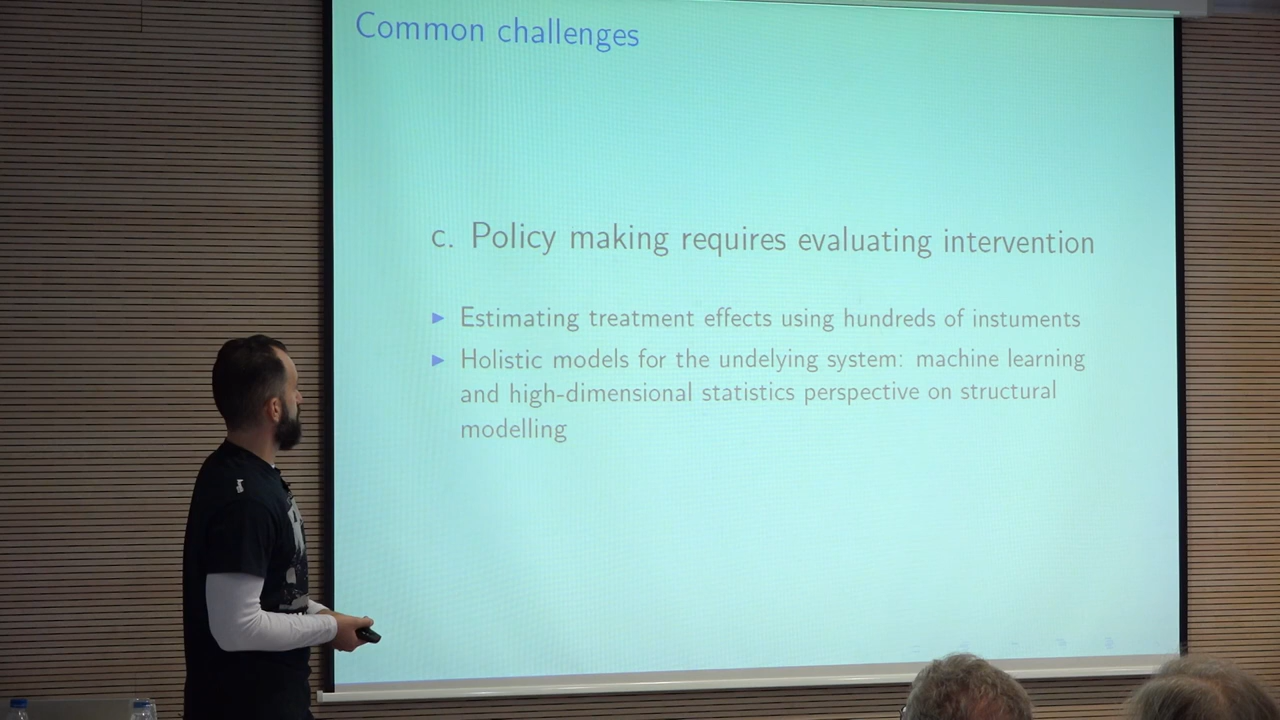 Common challenges
c. Policy making requires evaluating intervention
▶ Estimating treatment effects using hundreds of instuments
▶ Holistic models for the undelying system: machine learning
and high-dimensional statistics perspective on structural
modelling